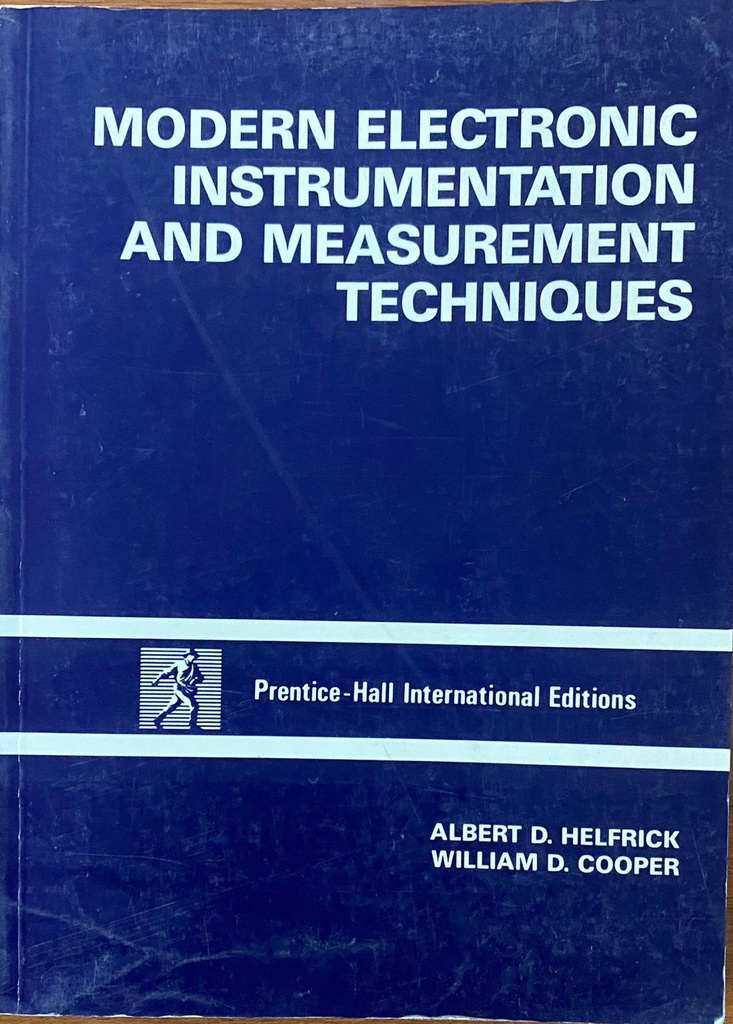 MODERN ELECTRONIC
INSTRUMENTATION
AND MEASUREMENT
TECHNIQUES
Prentice-Hall International Editions
ALBERT D. HELFRICK
WILLIAM D. COOPER